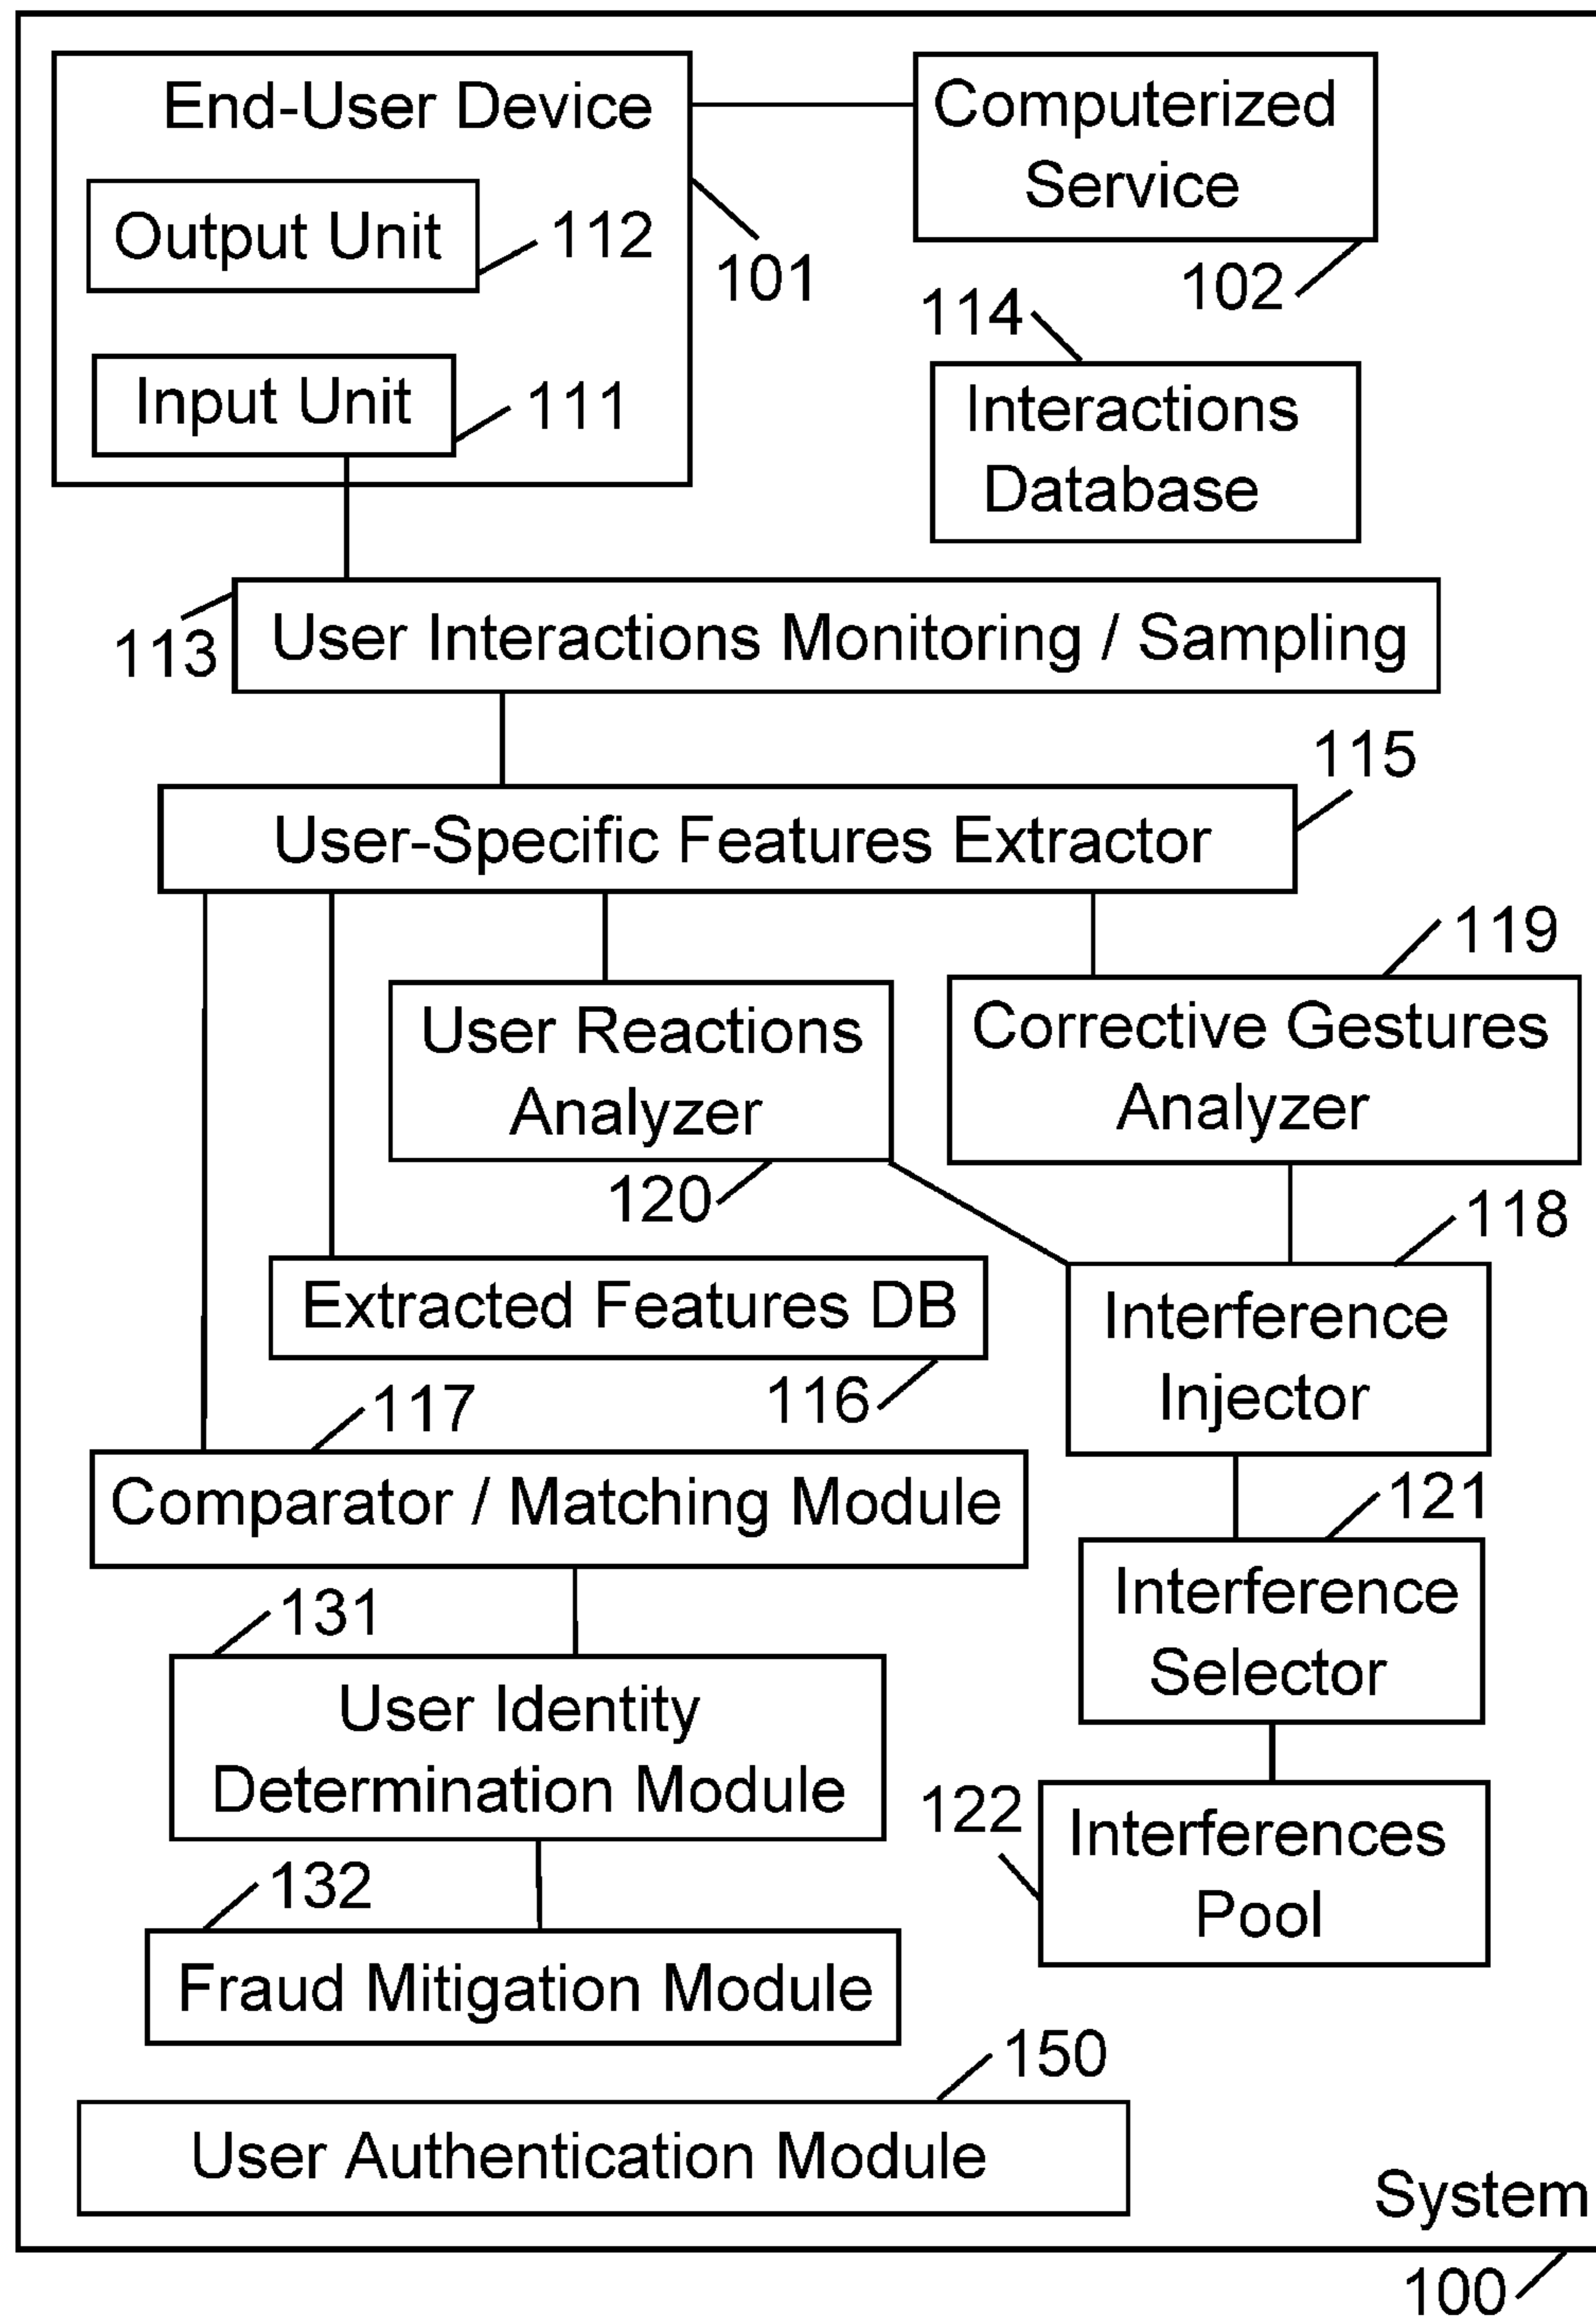 End-User Device
Computerized
Service
Output Unit
112
101
102
114
Input Unit
111
Interactions
Database
113
User Interactions Monitoring / Sampling
115
User-Specific Features Extractor
119
User Reactions
Analyzer
Corrective Gestures
Analyzer
120
118
Extracted Features DB
116
Interference
Injector
117
Comparator / Matching Module
121
131
Interference
Selector
User Identity
Determination Module
122
Interferences
Pool
132
Fraud Mitigation Module
150
User Authentication Module
System
100